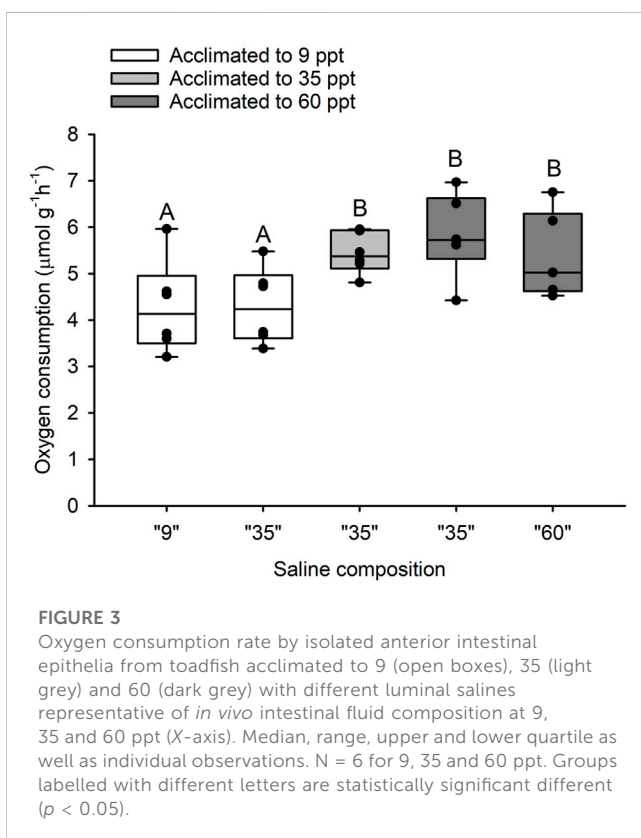 Acclimated to 9 ppt
Acclimated to 35 ppt
Acclimated to 60 ppt
Oxygen consumption (µmol g⁻¹h⁻¹)
8
7
6
5
4
3
2
1
0
A
A
B
B
B
"9"
"35"
"35"
"35"
"60"
Saline composition
FIGURE 3
Oxygen consumption rate by isolated anterior intestinal
epithelia from toadfish acclimated to 9 (open boxes), 35 (light
grey) and 60 (dark grey) with different luminal salines
representative of in vivo intestinal fluid composition at 9,
35 and 60 ppt (X-axis). Median, range, upper and lower quartile as
well as individual observations. N = 6 for 9, 35 and 60 ppt. Groups
labelled with different letters are statistically significant different
(p < 0.05).